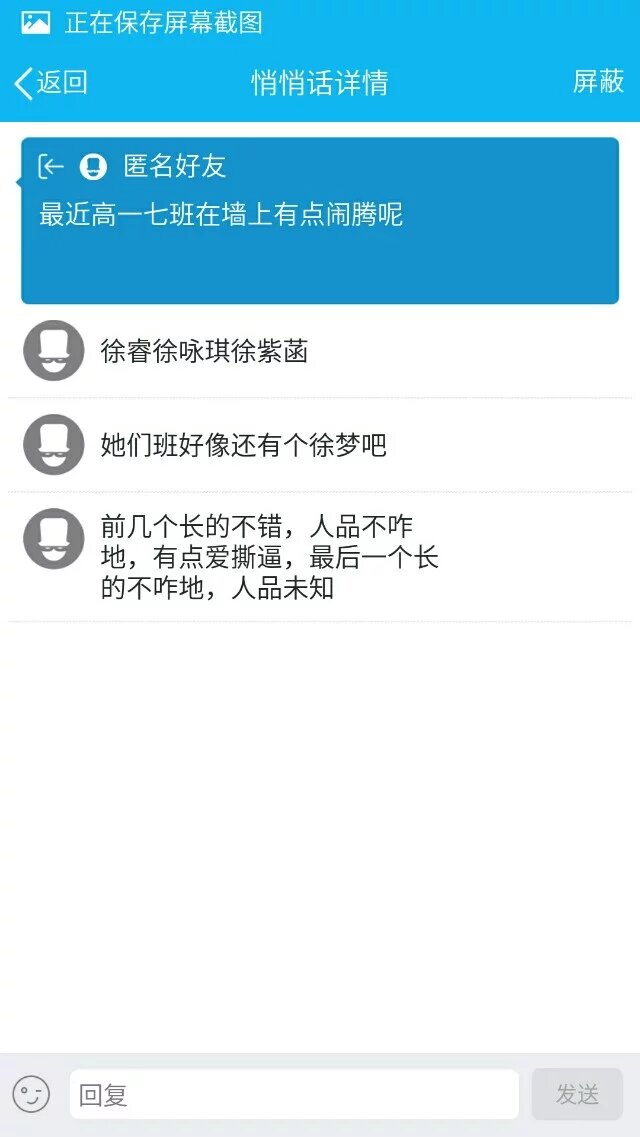 正在保存屏幕截图
返回
悄悄话详情
屏蔽
匿名好友
最近高一七班在墙上有点闹腾呢
徐睿徐咏琪徐紫菡
她们班好像还有个徐梦吧
前几个长的不错，人品不咋
地，有点爱撕逼，最后一个长
的不咋地，人品未知
回复
发送